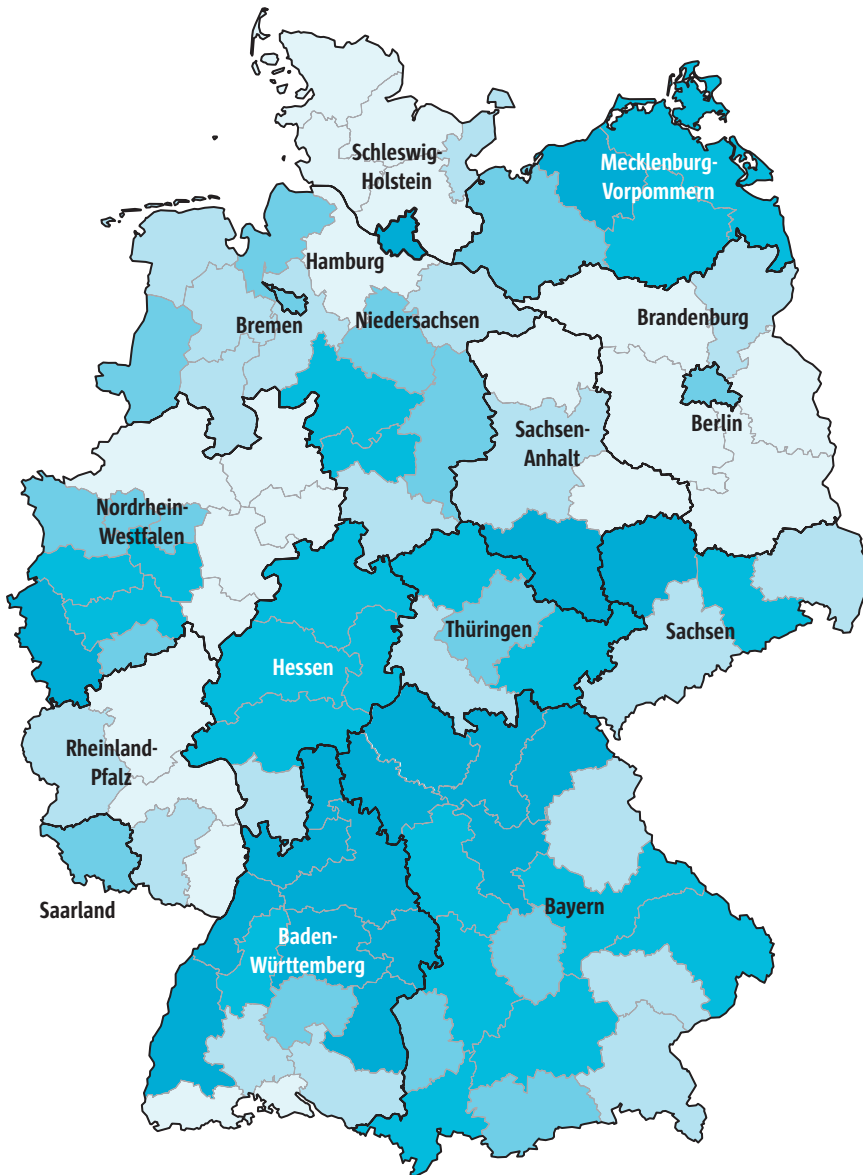 Schleswig-
Holstein
Mecklenburg-
Vorpommern
Hamburg
Bremen
Niedersachsen
Brandenburg
Berlin
Sachsen-
Anhalt
Nordrhein-
Westfalen
Thüringen
Sachsen
Hessen
Rheinland-
Pfalz
Saarland
Bayern
Baden-
Württemberg